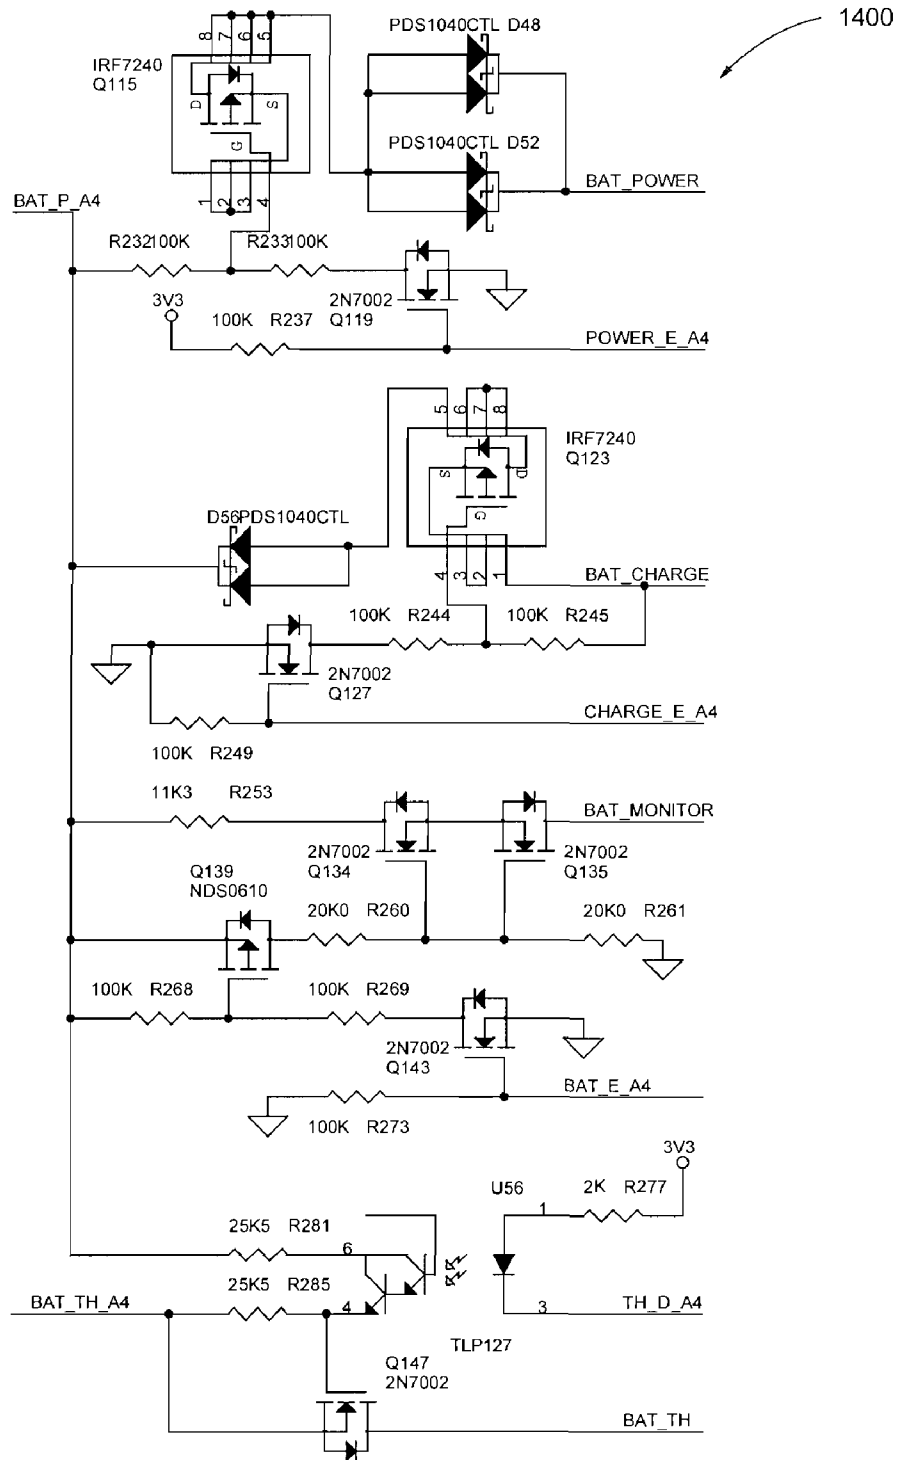 1400
PDS1040CTL D48
8 7 6 5
IRF7240
Q115
D S
G
PDS1040CTL D52
BAT_POWER
1 2 3 4
BAT_P_A4
R232100K R233100K
2N7002
Q119
3V3
100K R237
POWER_E_A4
5 6 7 8
IRF7240
Q123
S D
G
D56PDS1040CTL
4 3 2 1
BAT_CHARGE
100K R244 100K R245
2N7002
Q127
CHARGE_E_A4
100K R249
11K3 R253
BAT_MONITOR
2N7002
Q134
2N7002
Q135
Q139
NDS0610
20K0 R260
20K0 R261
100K R268 100K R269
2N7002
Q143
BAT_E_A4
100K R273
3V3
U56
2K R277
1
25K5 R281
6
25K5 R285
BAT_TH_A4
4
3
TH_D_A4
TLP127
Q147
2N7002
BAT_TH